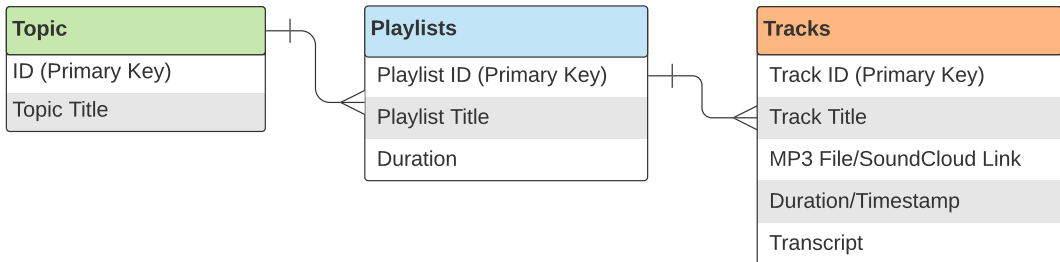 Topic
ID (Primary Key)
Topic Title
Playlists
Playlist ID (Primary Key)
Playlist Title
Duration
Tracks
Track ID (Primary Key)
Track Title
MP3 File/SoundCloud Link
Duration/Timestamp
Transcript